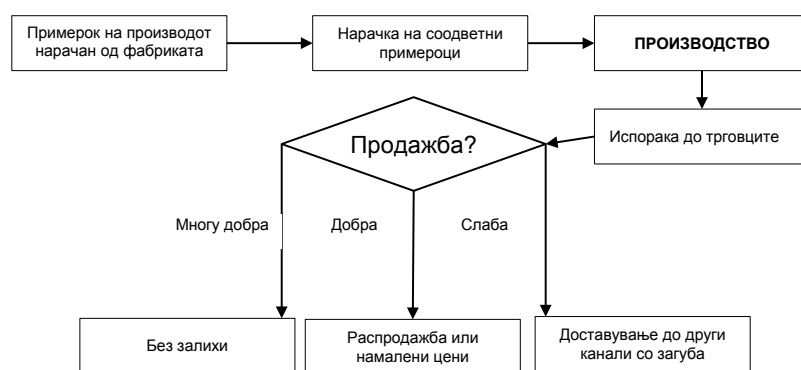 Примерок на производот
нарачан од фабриката
Нарачка на соодветни
примероци
ПРОИЗВОДСТВО
Испорака до трговците
Продажба?
Многу добра
Добра
Слаба
Без залихи
Распродажба или
намалени цени
Доставување до други
канали со загуба